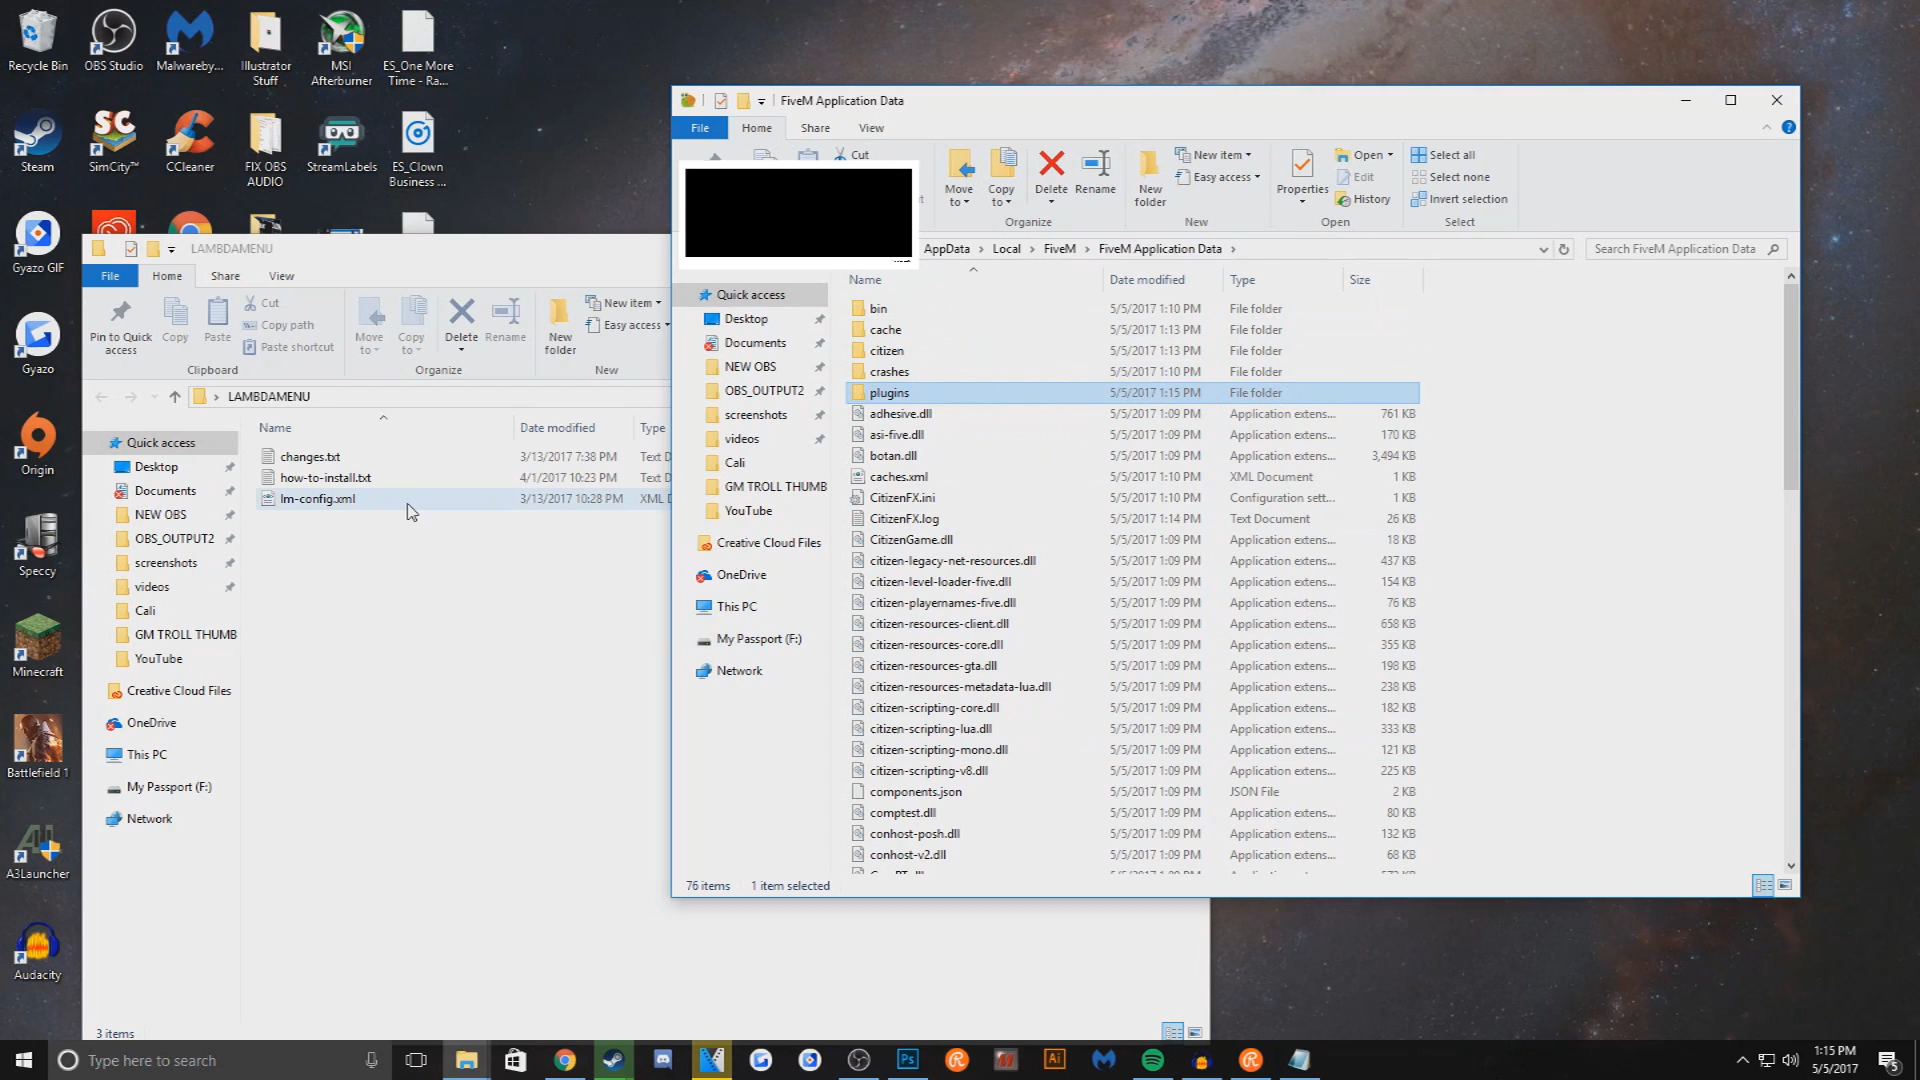 Recycle Bin
OBS Studio
Malwareby...
Illustrator Stuff
MSI Afterburner
ES_One More Time - Ra...
Steam
SimCity™
CCleaner
FIX OBS AUDIO
StreamLabels
ES_Clown Business ...
Gyazo GIF
Gyazo
Origin
Speccy
Minecraft
Battlefield 1
A3Launcher
Audacity
LAMBDAMENU
File
Home
Share
View
Pin to Quick access
Copy
Paste
Cut
Copy path
Paste shortcut
Clipboard
Move to
Copy to
Delete
Rename
Organize
New folder
New item
Easy access
New
LAMBDAMENU
Name
Date modified
Type
changes.txt 3/13/2017 7:38 PM Text D
how-to-install.txt 4/1/2017 10:23 PM Text D
lm-config.xml 3/13/2017 10:28 PM XML D
Quick access
Desktop
Documents
NEW OBS
OBS_OUTPUT2
screenshots
videos
Cali
GM TROLL THUMB
YouTube
Creative Cloud Files
OneDrive
This PC
My Passport (F:)
Network
3 items
FiveM Application Data
File
Home
Share
View
Cut
Move to
Copy to
Delete
Rename
Organize
New folder
New item
Easy access
New
Properties
Open
Edit
History
Open
Select all
Select none
Invert selection
Select
AppData > Local > FiveM > FiveM Application Data >
Search FiveM Application Data
Quick access
Desktop
Documents
NEW OBS
OBS_OUTPUT2
screenshots
videos
Cali
GM TROLL THUMB
YouTube
Creative Cloud Files
OneDrive
This PC
My Passport (F:)
Network
Name Date modified Type Size
bin 5/5/2017 1:10 PM File folder
cache 5/5/2017 1:13 PM File folder
citizen 5/5/2017 1:13 PM File folder
crashes 5/5/2017 1:10 PM File folder
plugins 5/5/2017 1:15 PM File folder
adhesive.dll 5/5/2017 1:09 PM Application extens... 761 KB
asi-five.dll 5/5/2017 1:09 PM Application extens... 170 KB
botan.dll 5/5/2017 1:09 PM Application extens... 3,494 KB
caches.xml 5/5/2017 1:10 PM XML Document 1 KB
CitizenFX.ini 5/5/2017 1:09 PM Configuration sett... 1 KB
CitizenFX.log 5/5/2017 1:14 PM Text Document 26 KB
CitizenGame.dll 5/5/2017 1:09 PM Application extens... 18 KB
citizen-legacy-net-resources.dll 5/5/2017 1:09 PM Application extens... 437 KB
citizen-level-loader-five.dll 5/5/2017 1:09 PM Application extens... 154 KB
citizen-playernames-five.dll 5/5/2017 1:09 PM Application extens... 76 KB
citizen-resources-client.dll 5/5/2017 1:09 PM Application extens... 658 KB
citizen-resources-core.dll 5/5/2017 1:09 PM Application extens... 355 KB
citizen-resources-gta.dll 5/5/2017 1:09 PM Application extens... 198 KB
citizen-resources-metadata-lua.dll 5/5/2017 1:09 PM Application extens... 238 KB
citizen-scripting-core.dll 5/5/2017 1:09 PM Application extens... 182 KB
citizen-scripting-lua.dll 5/5/2017 1:09 PM Application extens... 333 KB
citizen-scripting-mono.dll 5/5/2017 1:09 PM Application extens... 121 KB
citizen-scripting-v8.dll 5/5/2017 1:09 PM Application extens... 225 KB
components.json 5/5/2017 1:09 PM JSON File 2 KB
comptest.dll 5/5/2017 1:09 PM Application extens... 80 KB
conhost-posh.dll 5/5/2017 1:09 PM Application extens... 132 KB
conhost-v2.dll 5/5/2017 1:09 PM Application extens... 68 KB
76 items 1 item selected
Type here to search
Ps
Ai
1:15 PM
5/5/2017
5